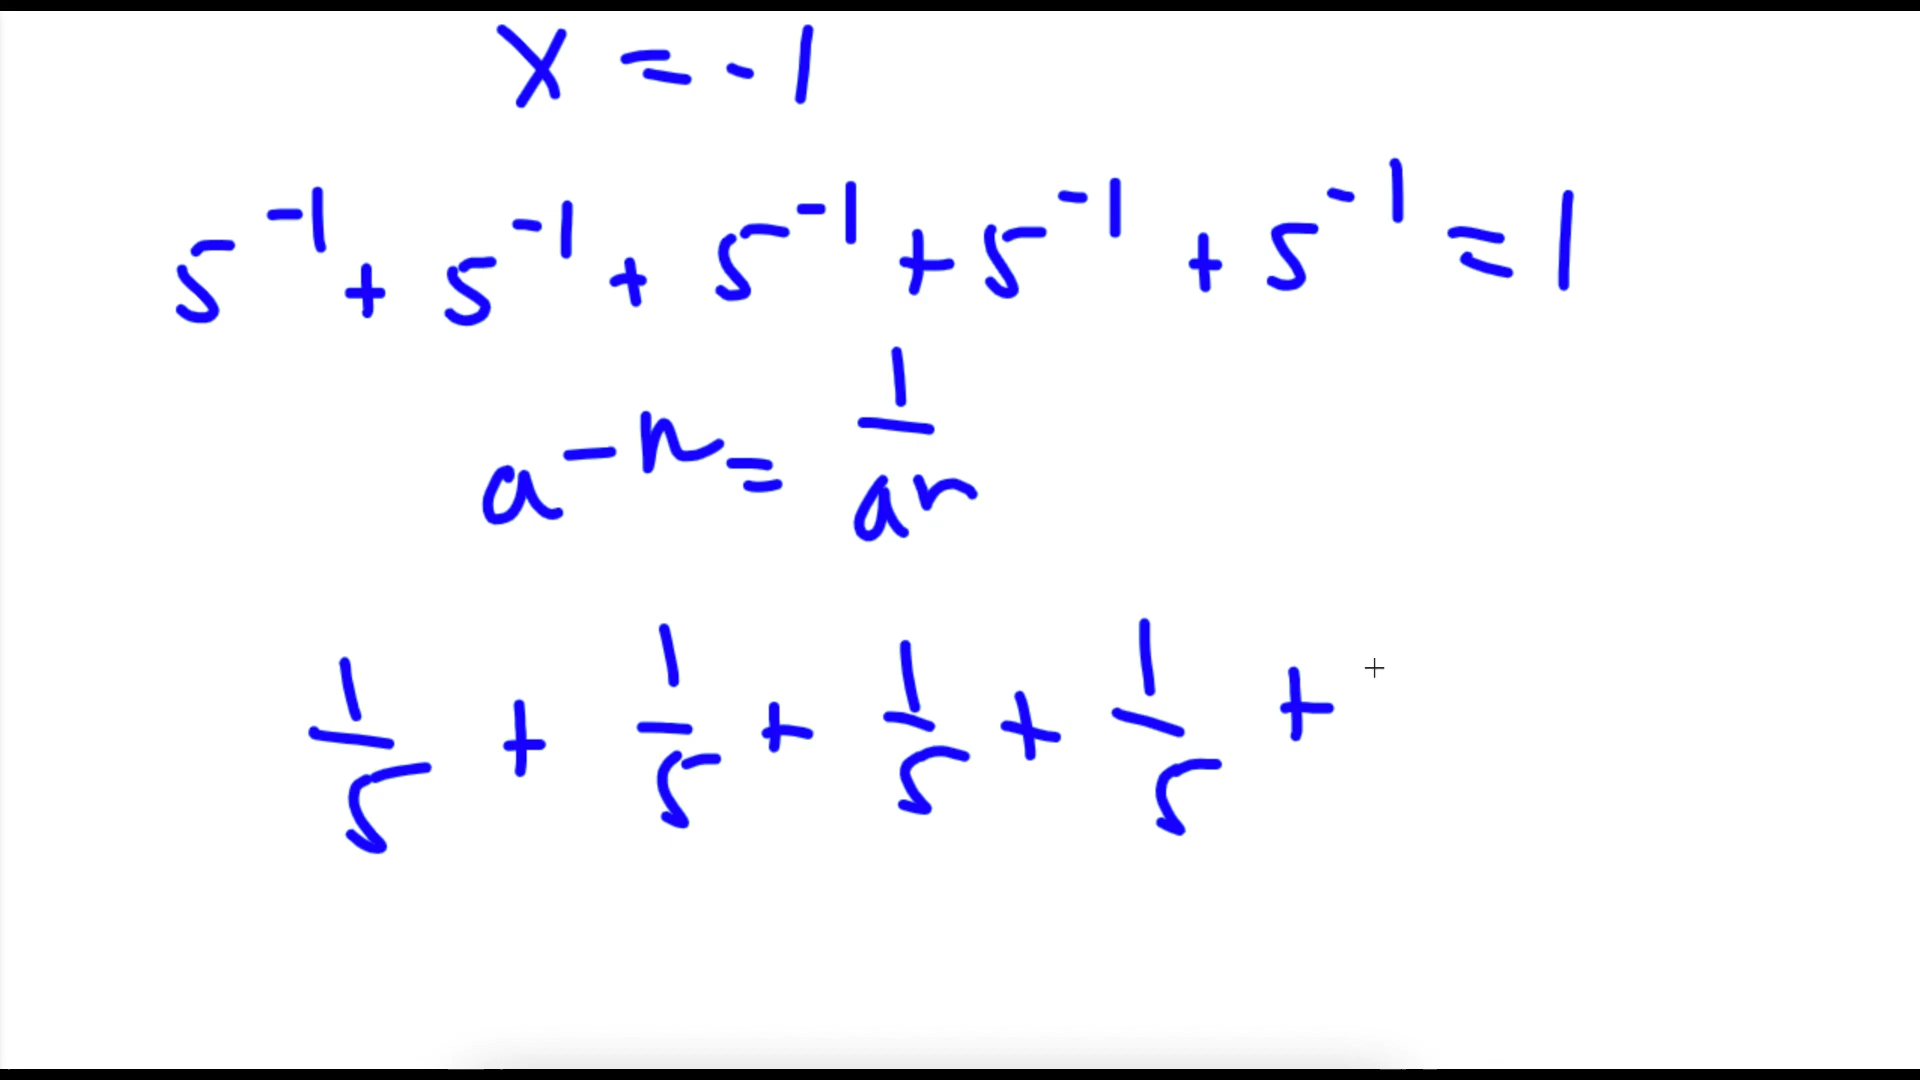 x = -1
5⁻¹ + 5⁻¹ + 5⁻¹ + 5⁻¹ + 5⁻¹ = 1
a⁻ⁿ = 1/aⁿ
1/5 + 1/5 + 1/5 + 1/5 +